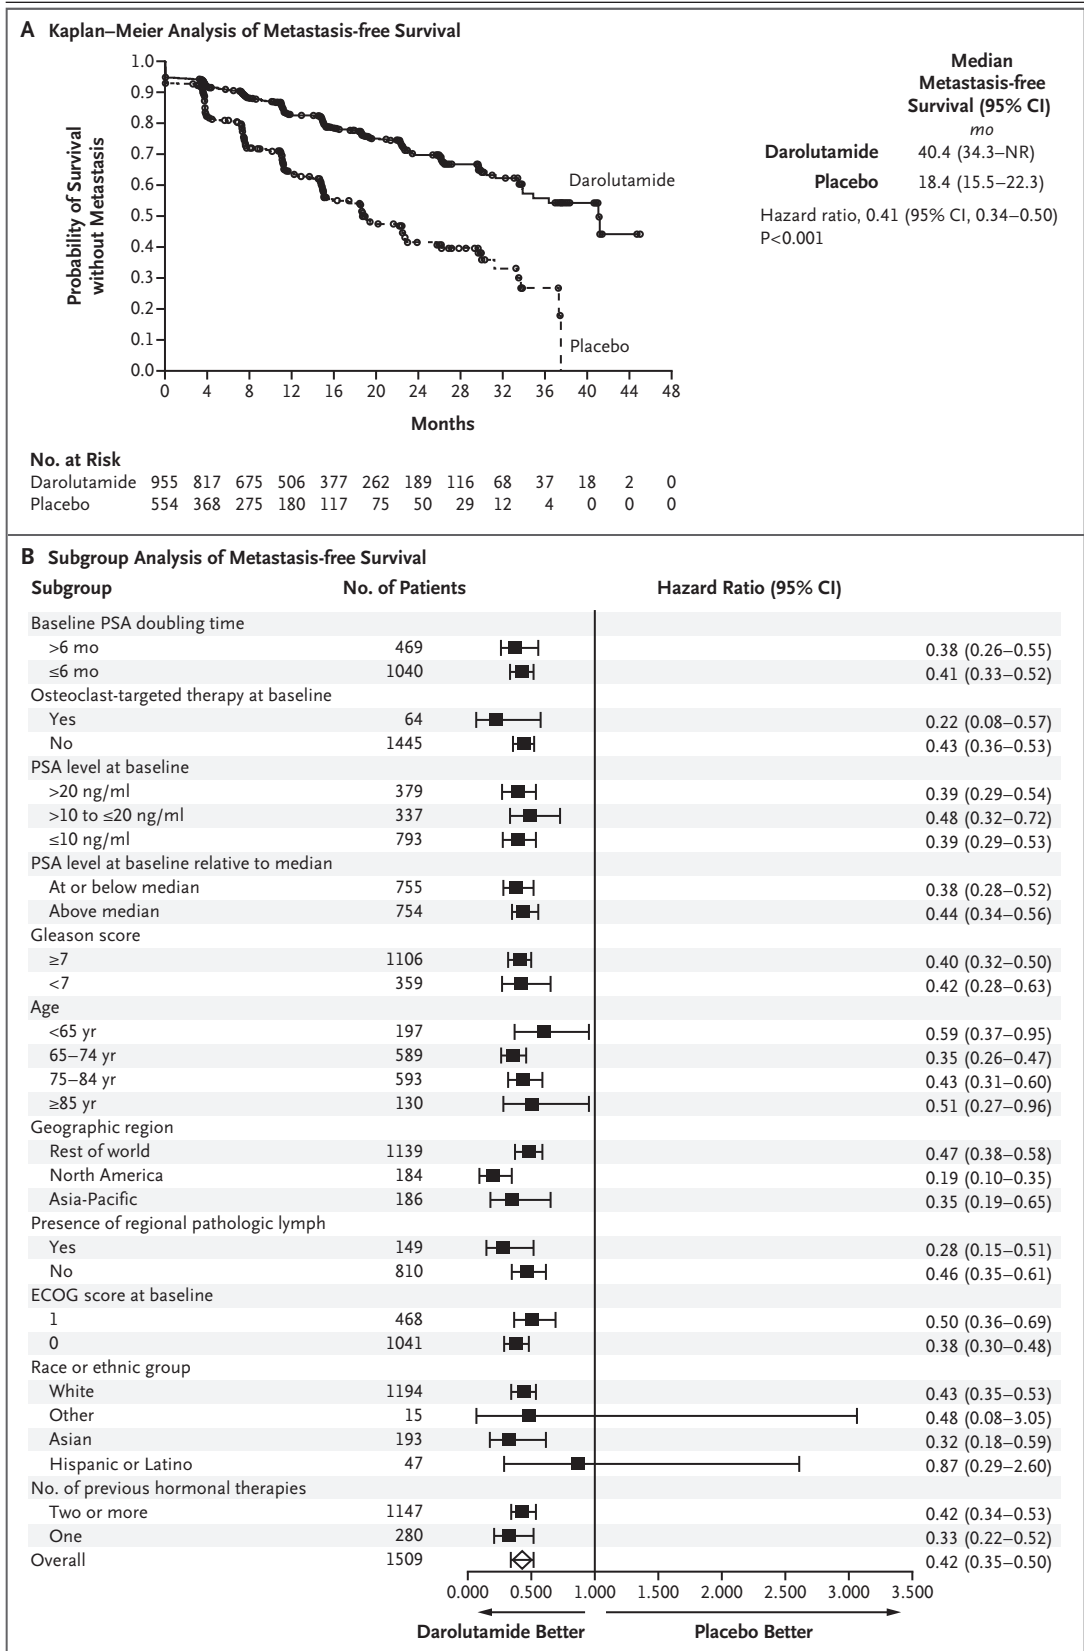 A Kaplan–Meier Analysis of Metastasis-free Survival
Probability of Survival
without Metastasis
1.0
0.9
0.8
0.7
0.6
0.5
0.4
0.3
0.2
0.1
0.0
Darolutamide
Placebo
0 4 8 12 16 20 24 28 32 36 40 44 48
Months
Median
Metastasis-free
Survival (95% CI)
mo
Darolutamide 40.4 (34.3–NR)
Placebo 18.4 (15.5–22.3)
Hazard ratio, 0.41 (95% CI, 0.34–0.50)
P<0.001
No. at Risk
Darolutamide 955 817 675 506 377 262 189 116 68 37 18 2 0
Placebo 554 368 275 180 117 75 50 29 12 4 0 0 0
B Subgroup Analysis of Metastasis-free Survival
Subgroup No. of Patients Hazard Ratio (95% CI)
Baseline PSA doubling time
>6 mo 469 0.38 (0.26–0.55)
≤6 mo 1040 0.41 (0.33–0.52)
Osteoclast-targeted therapy at baseline
Yes 64 0.22 (0.08–0.57)
No 1445 0.43 (0.36–0.53)
PSA level at baseline
>20 ng/ml 379 0.39 (0.29–0.54)
>10 to ≤20 ng/ml 337 0.48 (0.32–0.72)
≤10 ng/ml 793 0.39 (0.29–0.53)
PSA level at baseline relative to median
At or below median 755 0.38 (0.28–0.52)
Above median 754 0.44 (0.34–0.56)
Gleason score
≥7 1106 0.40 (0.32–0.50)
<7 359 0.42 (0.28–0.63)
Age
<65 yr 197 0.59 (0.37–0.95)
65–74 yr 589 0.35 (0.26–0.47)
75–84 yr 593 0.43 (0.31–0.60)
≥85 yr 130 0.51 (0.27–0.96)
Geographic region
Rest of world 1139 0.47 (0.38–0.58)
North America 184 0.19 (0.10–0.35)
Asia-Pacific 186 0.35 (0.19–0.65)
Presence of regional pathologic lymph
Yes 149 0.28 (0.15–0.51)
No 810 0.46 (0.35–0.61)
ECOG score at baseline
1 468 0.50 (0.36–0.69)
0 1041 0.38 (0.30–0.48)
Race or ethnic group
White 1194 0.43 (0.35–0.53)
Other 15 0.48 (0.08–3.05)
Asian 193 0.32 (0.18–0.59)
Hispanic or Latino 47 0.87 (0.29–2.60)
No. of previous hormonal therapies
Two or more 1147 0.42 (0.34–0.53)
One 280 0.33 (0.22–0.52)
Overall 1509 0.42 (0.35–0.50)
0.000 0.500 1.000 1.500 2.000 2.500 3.000 3.500
Darolutamide Better Placebo Better